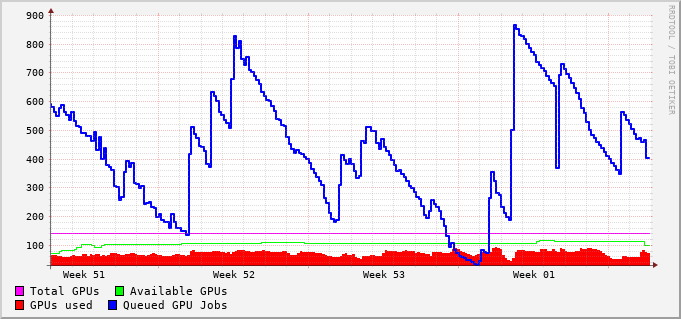 900
800
700
600
500
400
300
200
100
Week 51 Week 52 Week 53 Week 01
Total GPUs Available GPUs
GPUs used Queued GPU Jobs
RRDTOOL / TOBI OETIKER